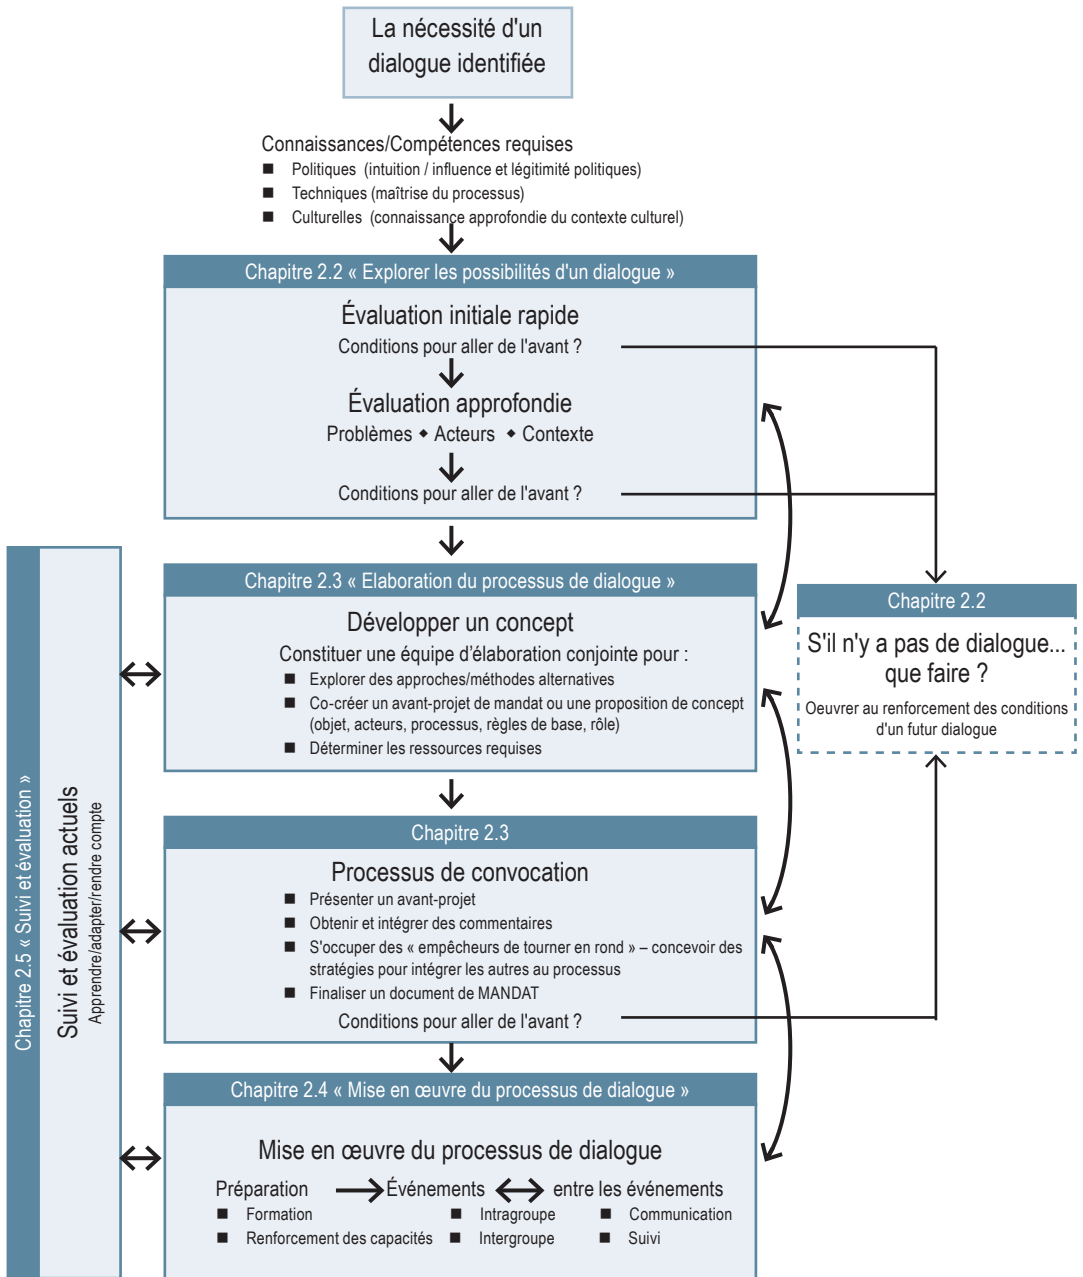 La nécessité d'un
dialogue identifiée
Connaissances/Compétences requises
■ Politiques (intuition / influence et légitimité politiques)
■ Techniques (maîtrise du processus)
■ Culturelles (connaissance approfondie du contexte culturel)
Chapitre 2.2 « Explorer les possibilités d'un dialogue »
Évaluation initiale rapide
Conditions pour aller de l'avant ?
Évaluation approfondie
Problèmes ◆ Acteurs ◆ Contexte
Conditions pour aller de l'avant ?
Chapitre 2.3 « Elaboration du processus de dialogue »
Développer un concept
Constituer une équipe d'élaboration conjointe pour :
■ Explorer des approches/méthodes alternatives
■ Co-créer un avant-projet de mandat ou une proposition de concept
(objet, acteurs, processus, règles de base, rôle)
■ Déterminer les ressources requises
Chapitre 2.2
S'il n'y a pas de dialogue...
que faire ?
Oeuvrer au renforcement des conditions
d'un futur dialogue
Chapitre 2.3
Processus de convocation
■ Présenter un avant-projet
■ Obtenir et intégrer des commentaires
■ S'occuper des « empêcheurs de tourner en rond » – concevoir des
stratégies pour intégrer les autres au processus
■ Finaliser un document de MANDAT
Conditions pour aller de l'avant ?
Chapitre 2.4 « Mise en œuvre du processus de dialogue »
Mise en œuvre du processus de dialogue
Préparation Événements entre les événements
■ Formation ■ Intragroupe ■ Communication
■ Renforcement des capacités ■ Intergroupe ■ Suivi
Chapitre 2.5 « Suivi et évaluation »
Suivi et évaluation actuels
Apprendre/adapter/rendre compte